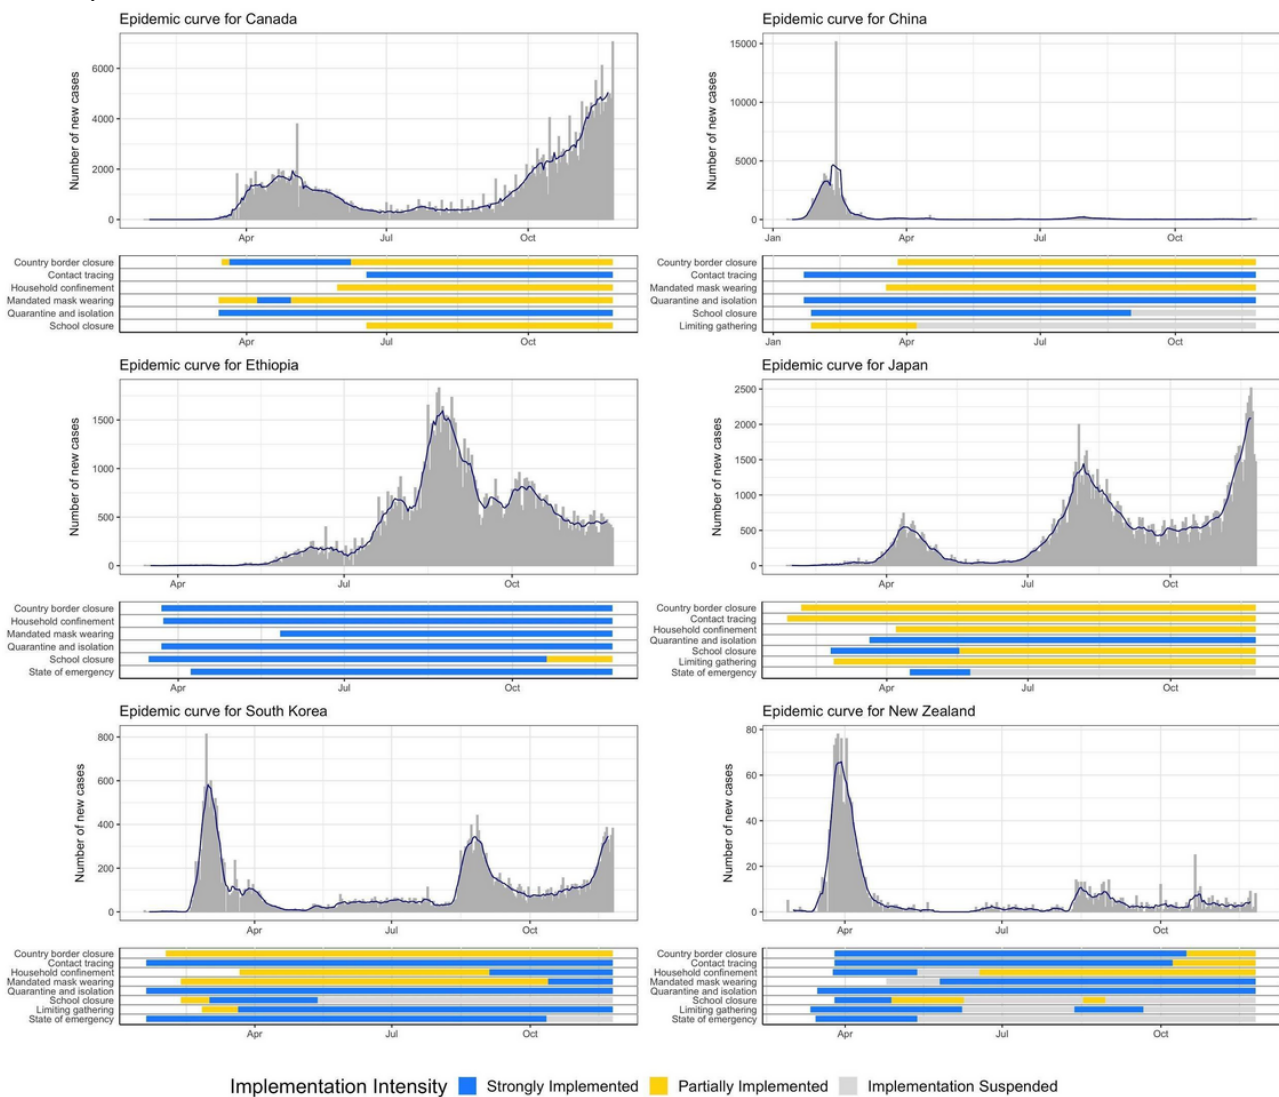 Epidemic curve for Canada
Number of new cases
6000
4000
2000
0
Apr Jul Oct
Country border closure
Contact tracing
Household confinement
Mandated mask wearing
Quarantine and isolation
School closure
Apr Jul Oct
Epidemic curve for China
Number of new cases
15000
10000
5000
0
Jan Apr Jul Oct
Country border closure
Contact tracing
Mandated mask wearing
Quarantine and isolation
School closure
Limiting gathering
Jan Apr Jul Oct
Epidemic curve for Ethiopia
Number of new cases
1500
1000
500
0
Apr Jul Oct
Country border closure
Household confinement
Mandated mask wearing
Quarantine and isolation
School closure
State of emergency
Apr Jul Oct
Epidemic curve for Japan
Number of new cases
2500
2000
1500
1000
500
0
Apr Jul Oct
Country border closure
Contact tracing
Household confinement
Quarantine and isolation
School closure
Limiting gathering
State of emergency
Apr Jul Oct
Epidemic curve for South Korea
Number of new cases
800
600
400
200
0
Apr Jul Oct
Country border closure
Contact tracing
Household confinement
Mandated mask wearing
Quarantine and isolation
School closure
Limiting gathering
State of emergency
Apr Jul Oct
Epidemic curve for New Zealand
Number of new cases
80
60
40
20
0
Apr Jul Oct
Country border closure
Contact tracing
Household confinement
Mandated mask wearing
Quarantine and isolation
School closure
Limiting gathering
State of emergency
Apr Jul Oct
Implementation Intensity Strongly Implemented Partially Implemented Implementation Suspended